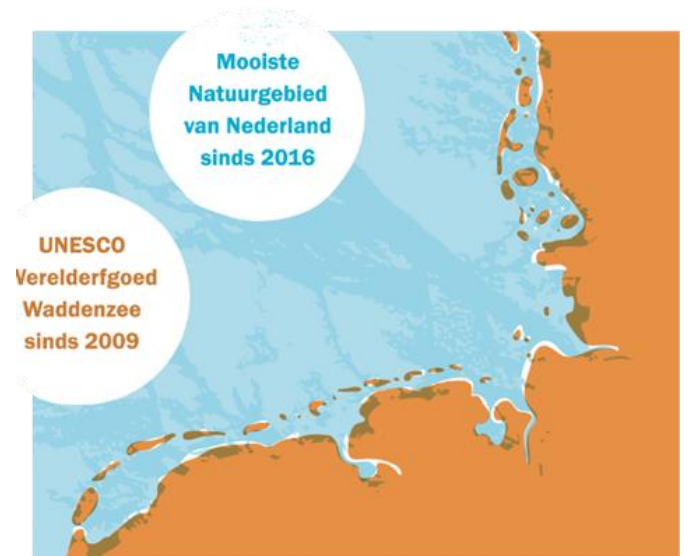 Mooiste
Natuurgebied
van Nederland
sinds 2016
UNESCO
Werelderfgoed
Waddenzee
sinds 2009